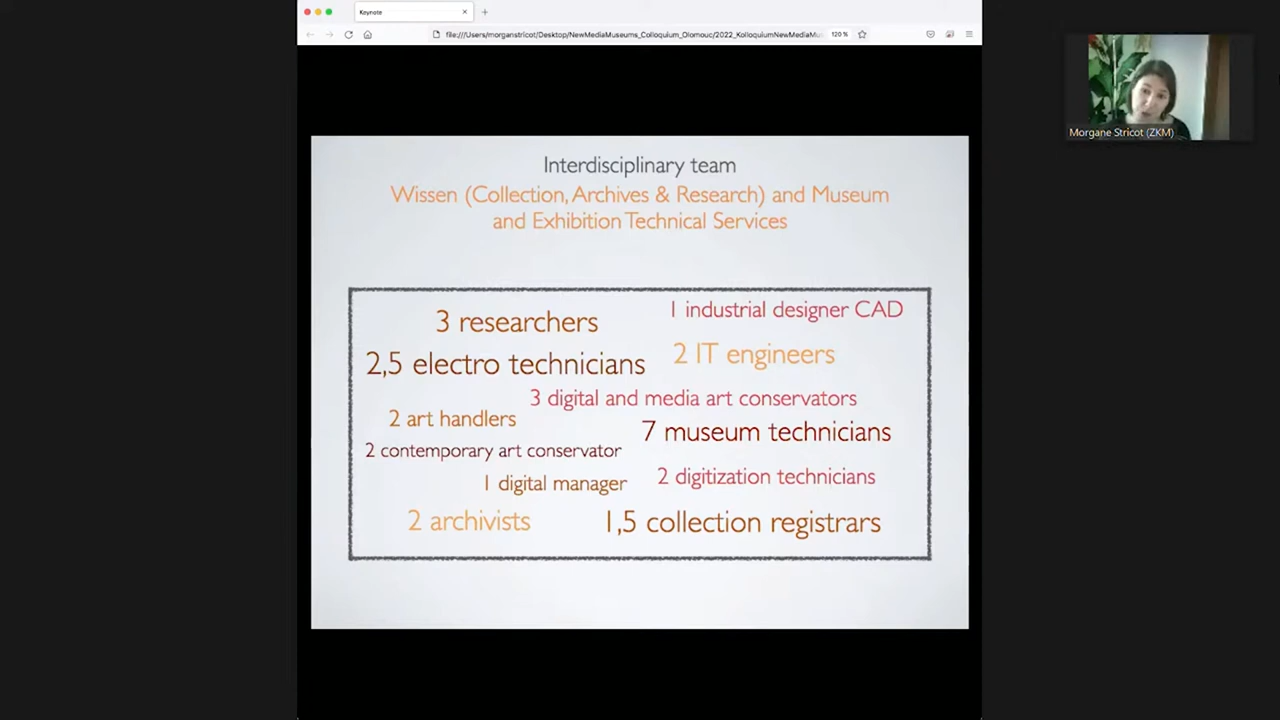 Keynote
file:///Users/morganstricot/Desktop/NewMediaMuseums_Colloquium_Olomouc/2022_KolloquiumNewMediaMu
120 %
Morgane Stricot (ZKM)
Interdisciplinary team
Wissen (Collection, Archives & Research) and Museum
and Exhibition Technical Services
3 researchers
1 industrial designer CAD
2,5 electro technicians
2 IT engineers
3 digital and media art conservators
2 art handlers
7 museum technicians
2 contemporary art conservator
1 digital manager
2 digitization technicians
2 archivists
1,5 collection registrars